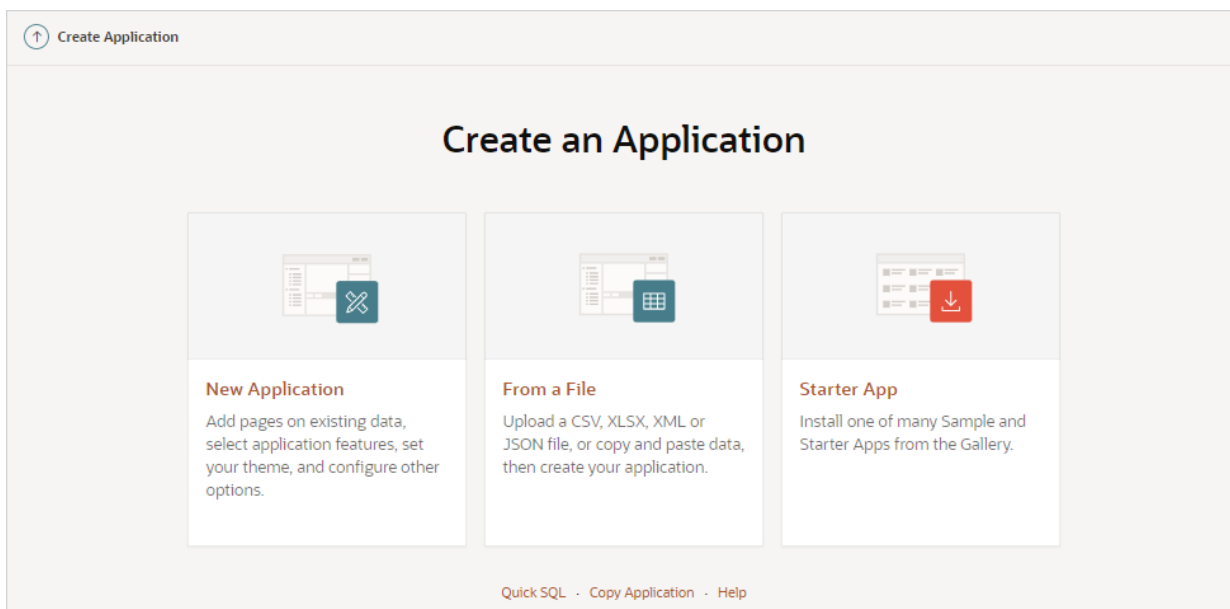 Create Application
Create an Application
New Application
Add pages on existing data,
select application features, set
your theme, and configure other
options.
From a File
Upload a CSV, XLSX, XML or
JSON file, or copy and paste data,
then create your application.
Starter App
Install one of many Sample and
Starter Apps from the Gallery.
Quick SQL · Copy Application · Help